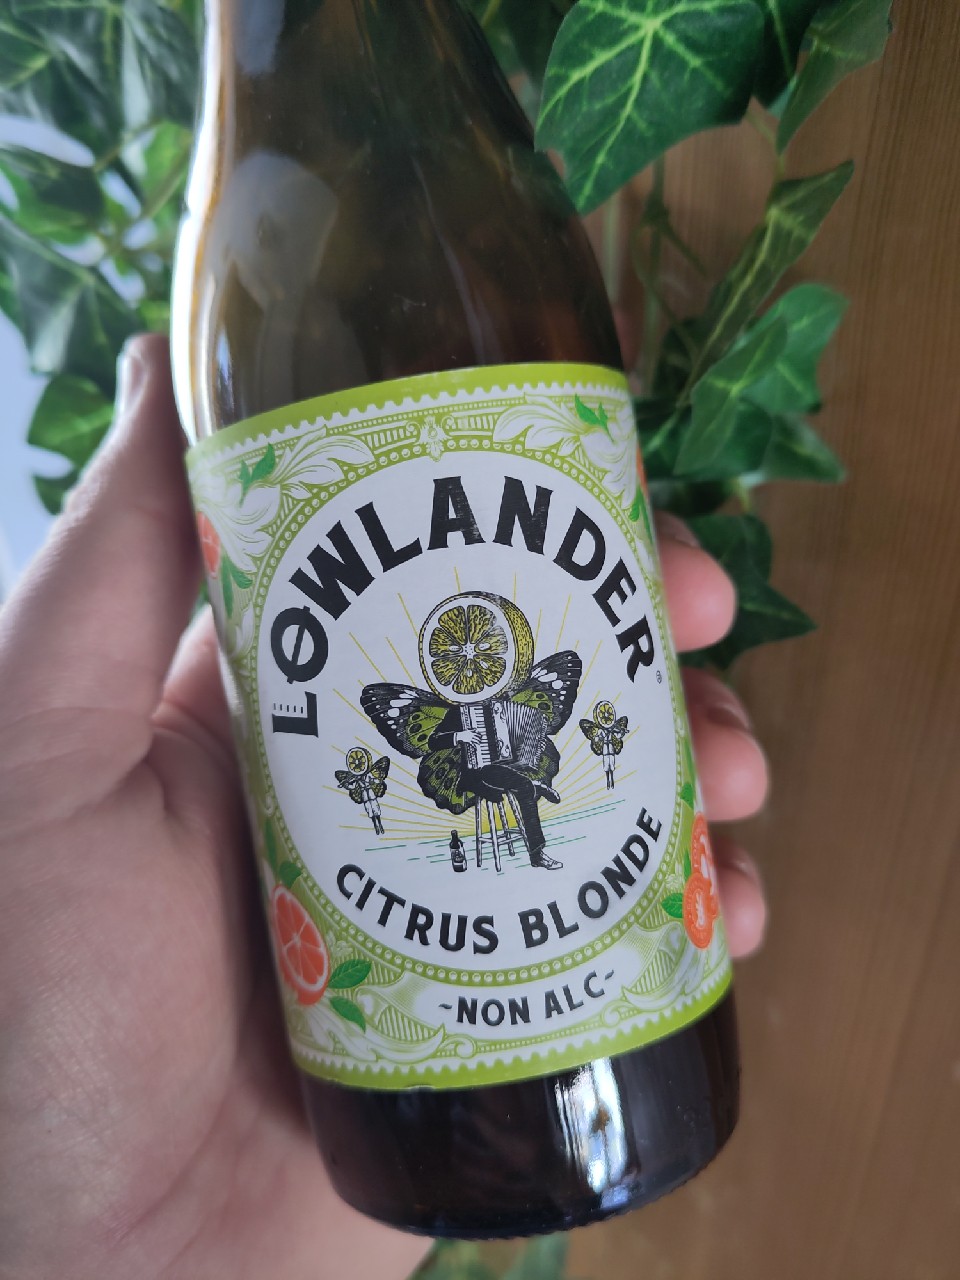 LØWLANDER
®
CITRUS BLONDE
~NON ALC~